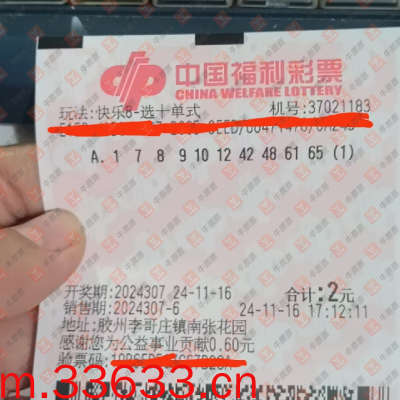 中国福利彩票
CHINA WELFARE LOTTERY
玩法:快乐8-选十单式 机号:37021183
A. 1 7 8 9 10 12 42 48 61 65 (1)
开奖期:2024307 24-11-16 合计:2元
销售期:2024307-6 24-11-16 17:12:11
地址:胶州李哥庄镇南张花园
感谢您为公益事业贡献0.60元
验票码:
m.33633.cn